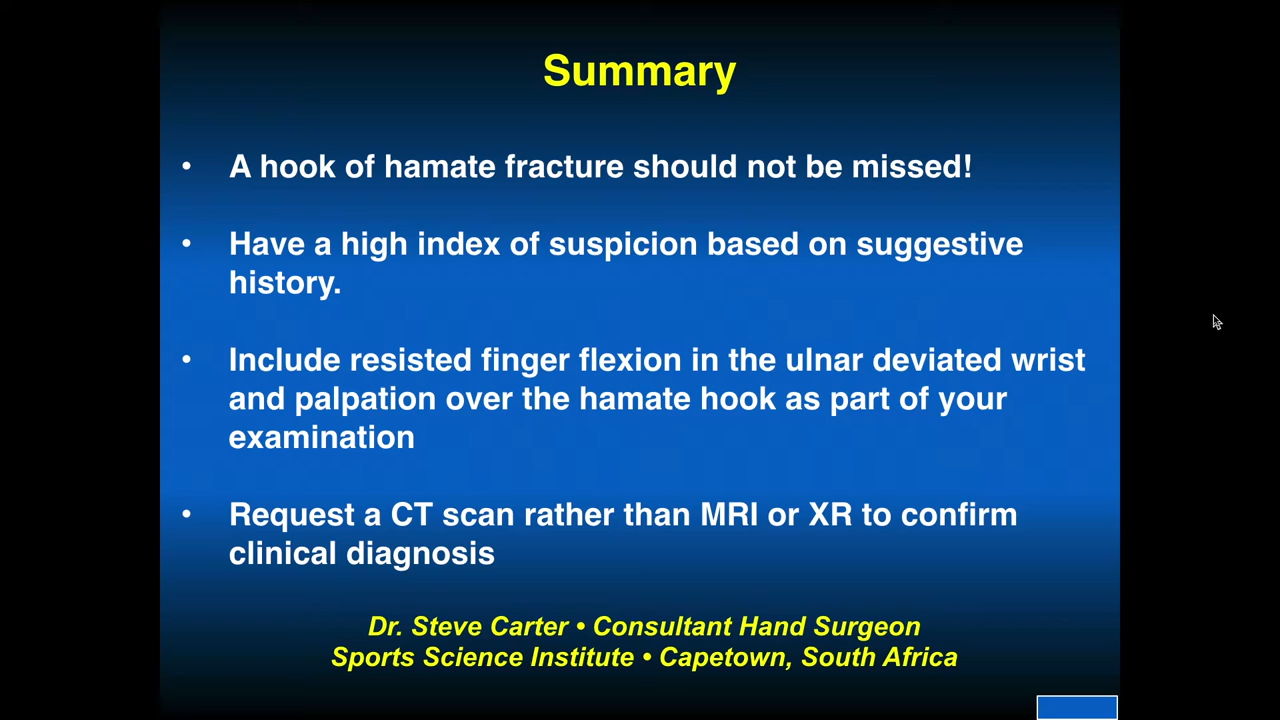 Summary
• A hook of hamate fracture should not be missed!
• Have a high index of suspicion based on suggestive
history.
• Include resisted finger flexion in the ulnar deviated wrist
and palpation over the hamate hook as part of your
examination
• Request a CT scan rather than MRI or XR to confirm
clinical diagnosis
Dr. Steve Carter • Consultant Hand Surgeon
Sports Science Institute • Capetown, South Africa